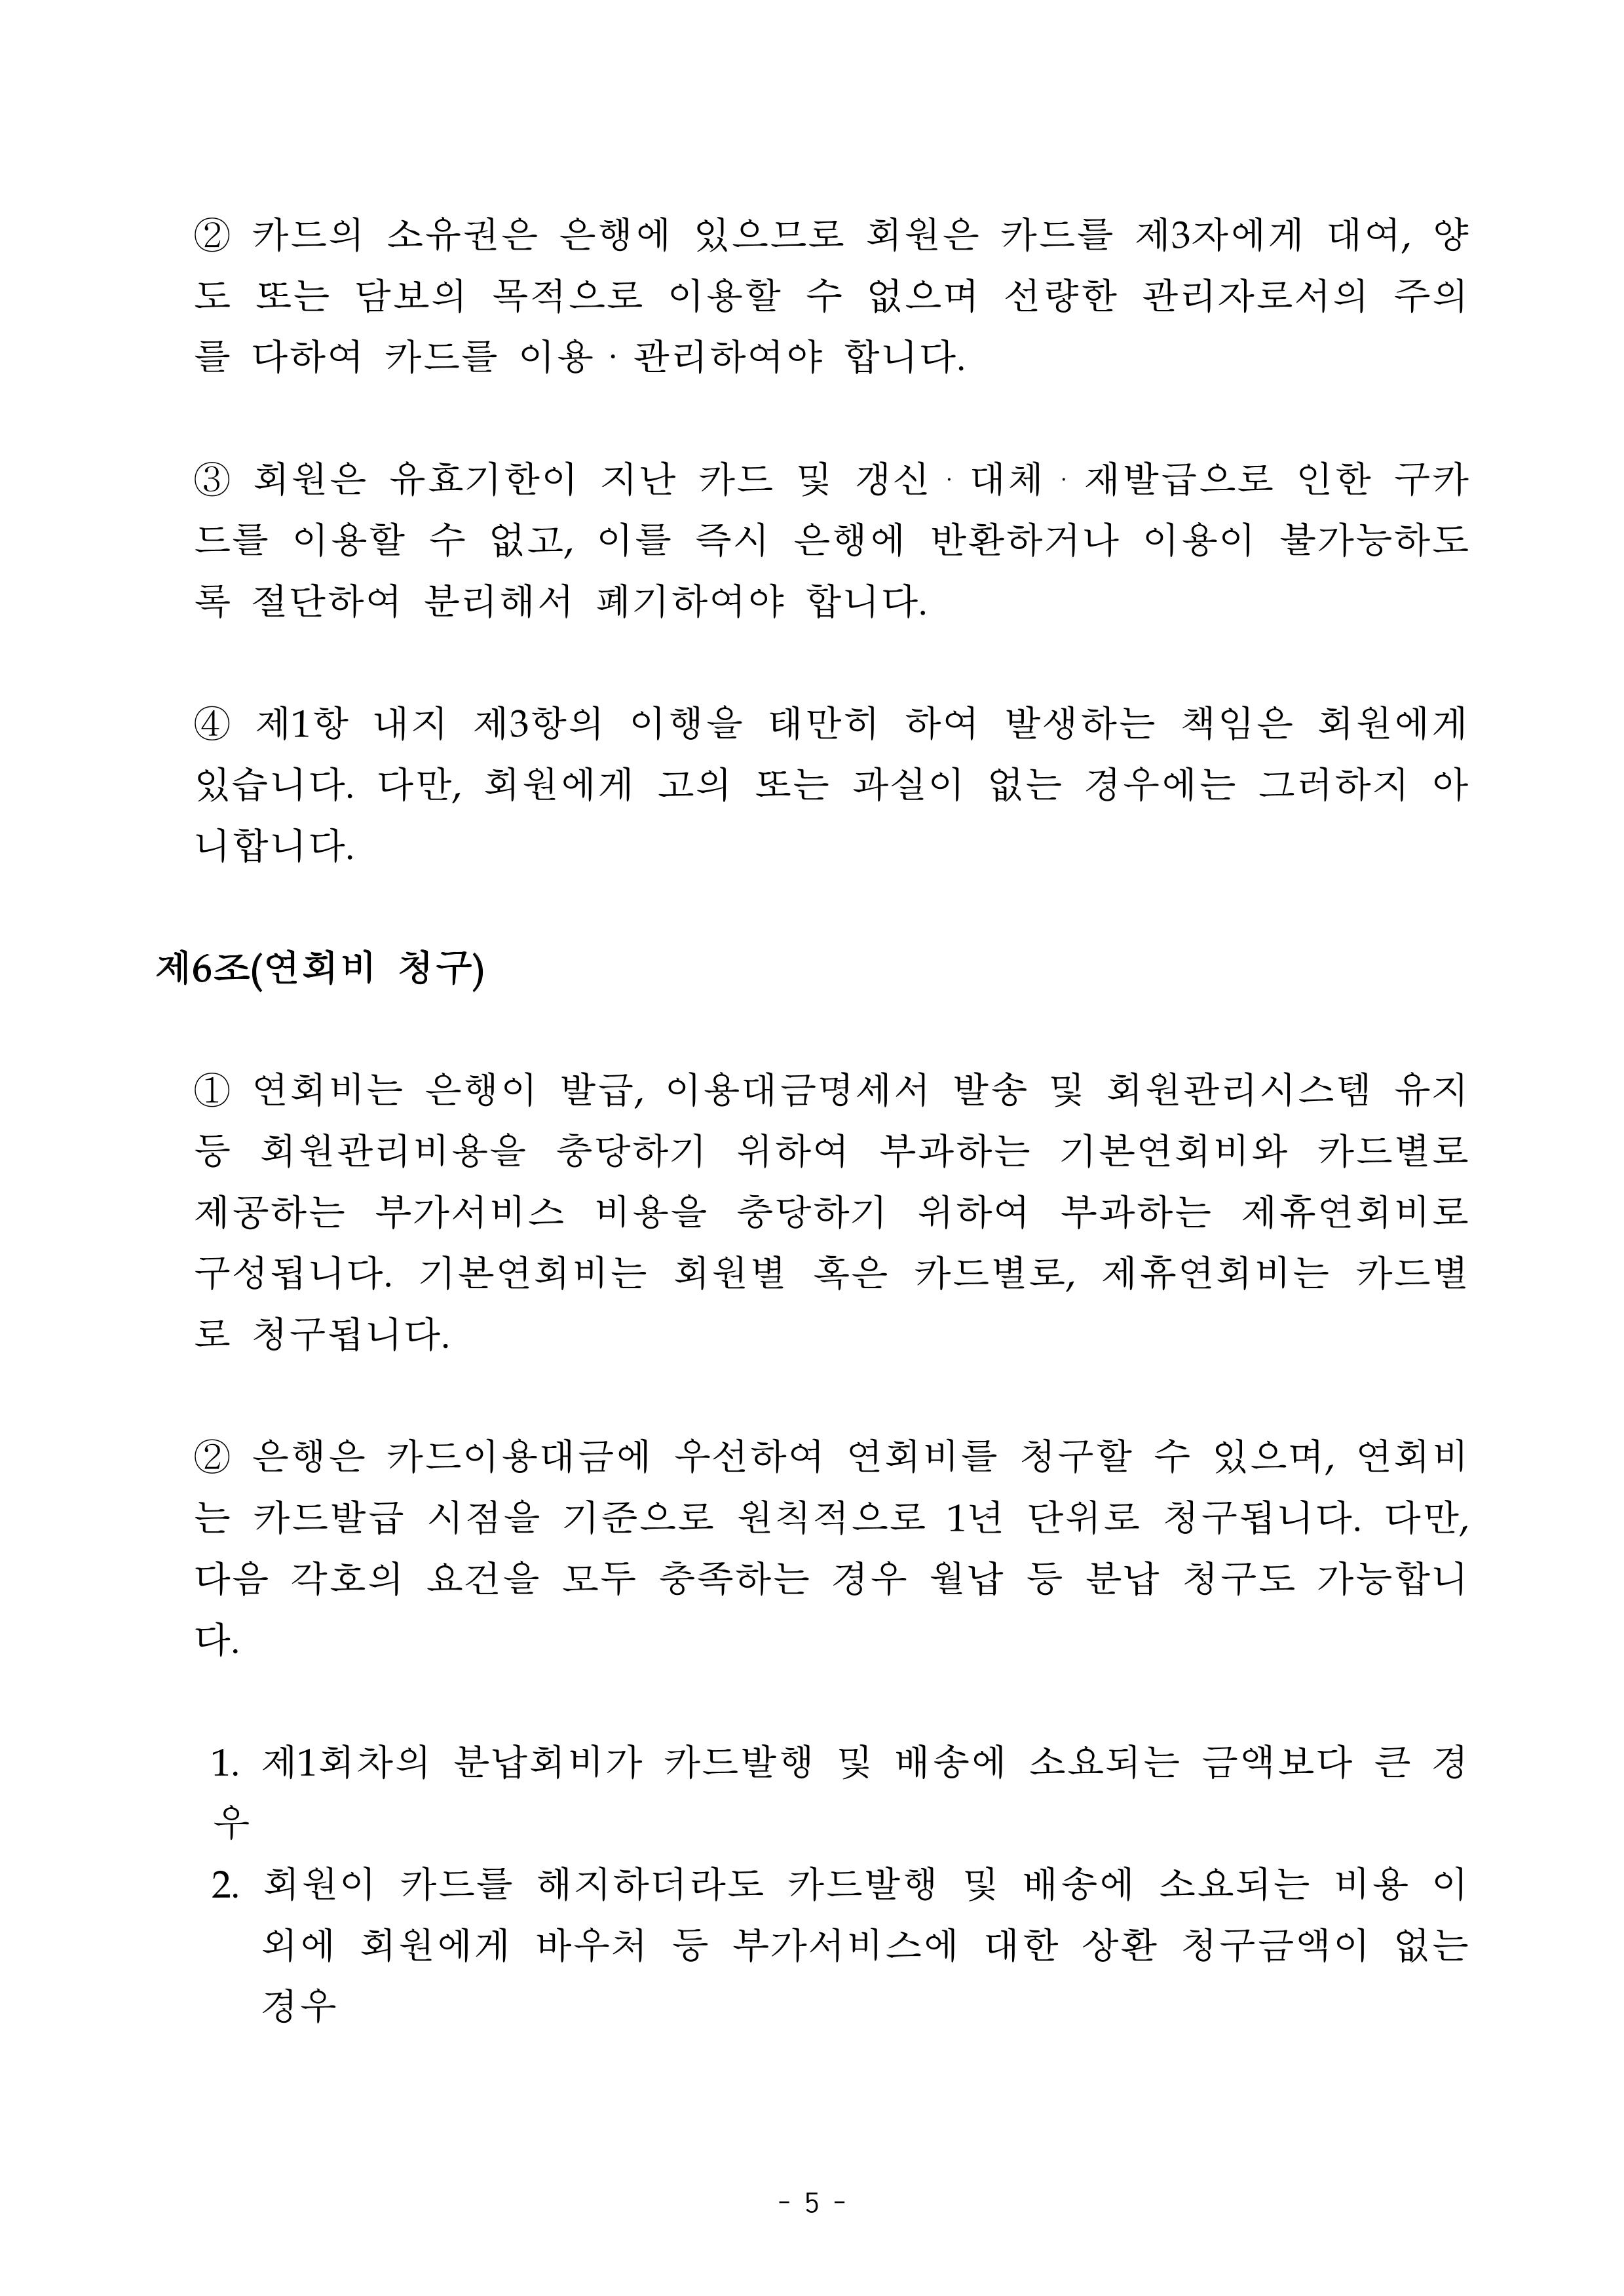 ② 카드의 소유권은 은행에 있으므로 회원은 카드를 제3자에게 대여, 양
도 또는 담보의 목적으로 이용할 수 없으며 선량한 관리자로서의 주의
를 다하여 카드를 이용·관리하여야 합니다.
③ 회원은 유효기한이 지난 카드 및 갱신·대체·재발급으로 인한 구카
드를 이용할 수 없고, 이를 즉시 은행에 반환하거나 이용이 불가능하도
록 절단하여 분리해서 폐기하여야 합니다.
④ 제1항 내지 제3항의 이행을 태만히 하여 발생하는 책임은 회원에게
있습니다. 다만, 회원에게 고의 또는 과실이 없는 경우에는 그러하지 아
니합니다.
제6조(연회비 청구)
① 연회비는 은행이 발급, 이용대금명세서 발송 및 회원관리시스템 유지
등 회원관리비용을 충당하기 위하여 부과하는 기본연회비와 카드별로
제공하는 부가서비스 비용을 충당하기 위하여 부과하는 제휴연회비로
구성됩니다. 기본연회비는 회원별 혹은 카드별로, 제휴연회비는 카드별
로 청구됩니다.
② 은행은 카드이용대금에 우선하여 연회비를 청구할 수 있으며, 연회비
는 카드발급 시점을 기준으로 원칙적으로 1년 단위로 청구됩니다. 다만,
다음 각호의 요건을 모두 충족하는 경우 월납 등 분납 청구도 가능합니
다.
1. 제1회차의 분납회비가 카드발행 및 배송에 소요되는 금액보다 큰 경
우
2. 회원이 카드를 해지하더라도 카드발행 및 배송에 소요되는 비용 이
외에 회원에게 바우처 등 부가서비스에 대한 상환 청구금액이 없는
경우
- 5 -